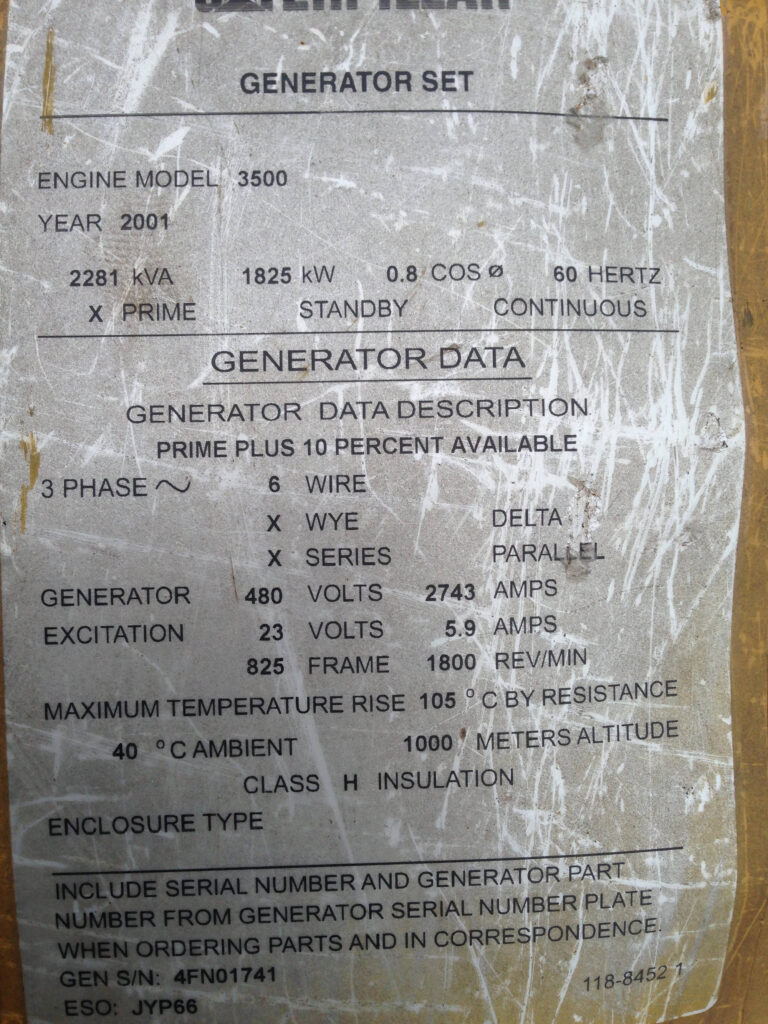 CATERPILLAR
GENERATOR SET
ENGINE MODEL 3500
YEAR 2001
2281 kVA 1825 kW 0.8 COS ø 60 HERTZ
X PRIME STANDBY CONTINUOUS
GENERATOR DATA
GENERATOR DATA DESCRIPTION
PRIME PLUS 10 PERCENT AVAILABLE
3 PHASE ~ 6 WIRE
X WYE DELTA
X SERIES PARALLEL
GENERATOR 480 VOLTS 2743 AMPS
EXCITATION 23 VOLTS 5.9 AMPS
825 FRAME 1800 REV/MIN
MAXIMUM TEMPERATURE RISE 105 °C BY RESISTANCE
40 °C AMBIENT 1000 METERS ALTITUDE
CLASS H INSULATION
ENCLOSURE TYPE
INCLUDE SERIAL NUMBER AND GENERATOR PART
NUMBER FROM GENERATOR SERIAL NUMBER PLATE
WHEN ORDERING PARTS AND IN CORRESPONDENCE.
GEN S/N: 4FN01741 118-8452 1
ESO: JYP66